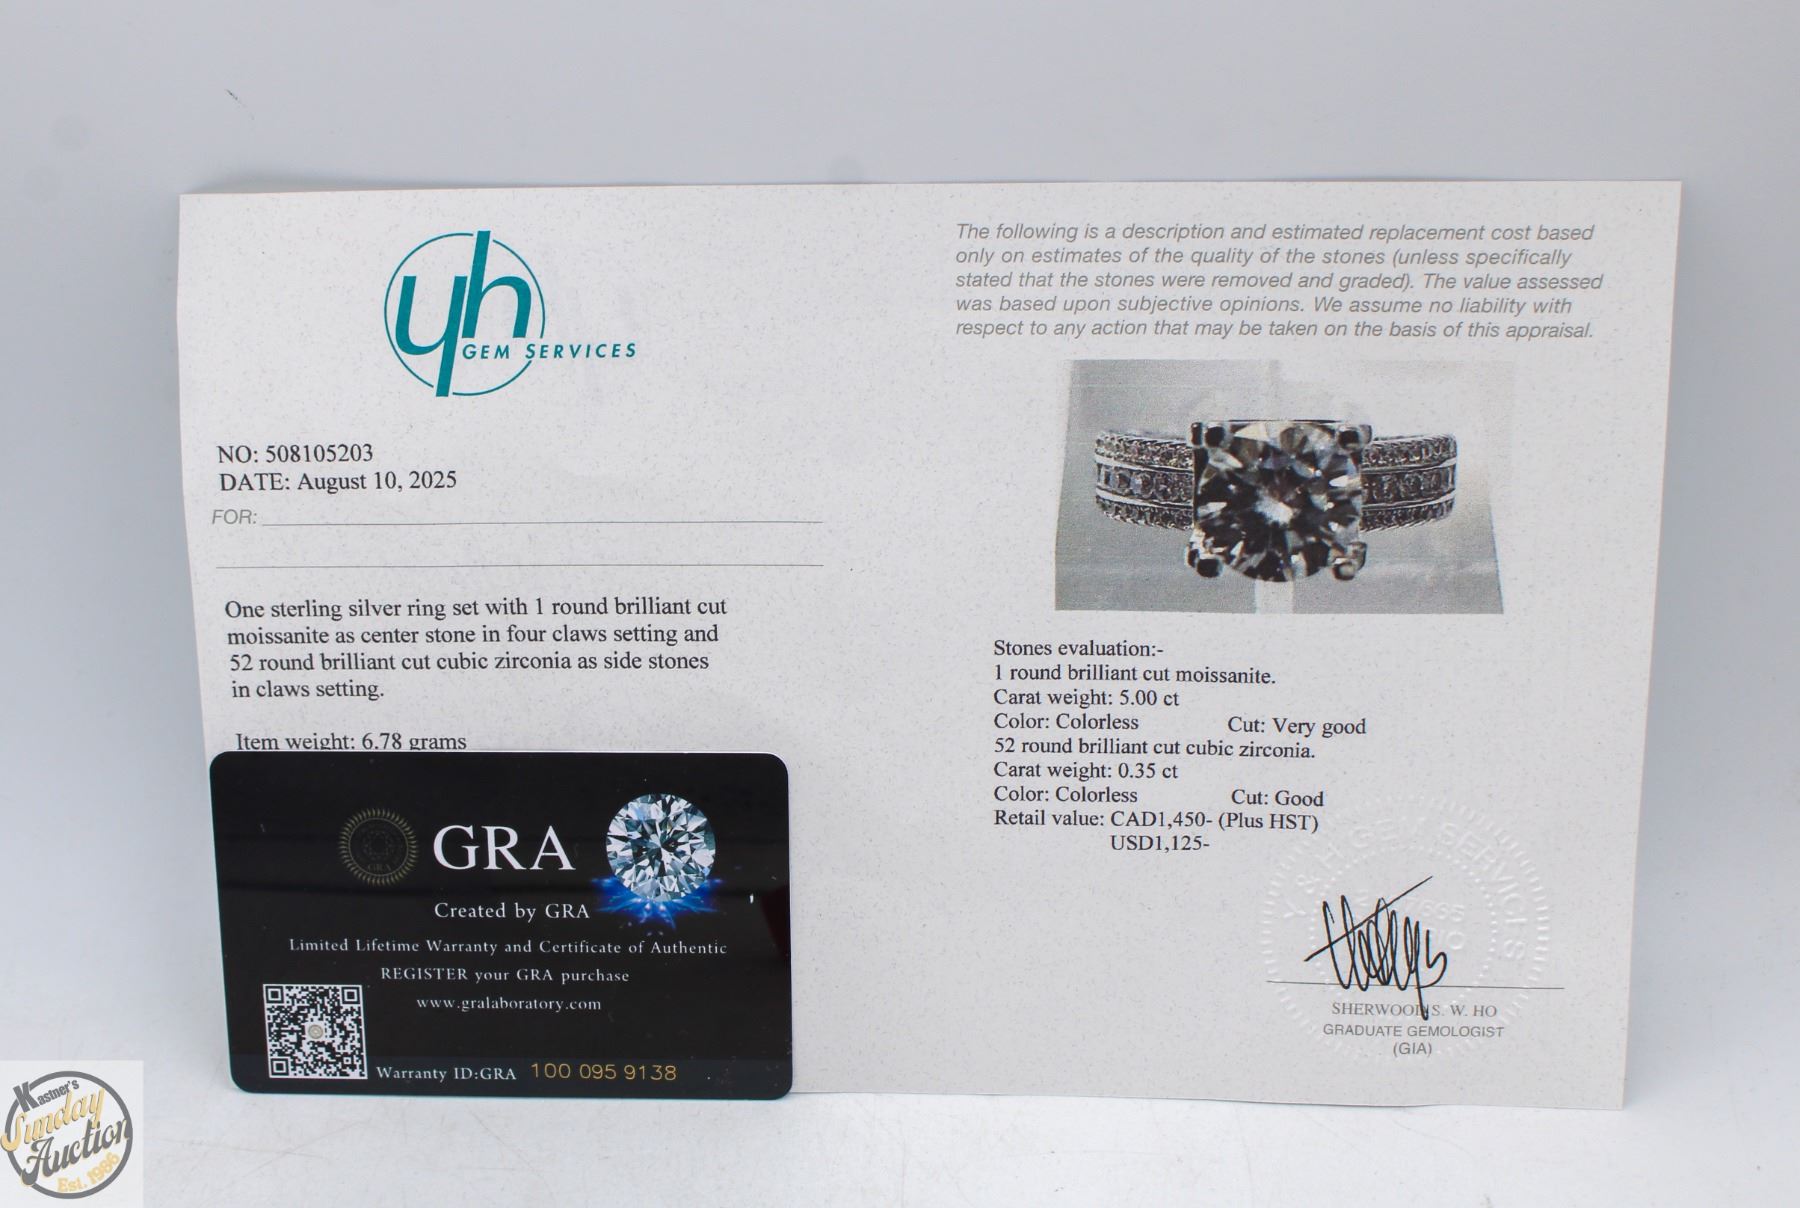 yh
GEM SERVICES
NO: 508105203
DATE: August 10, 2025
FOR:
One sterling silver ring set with 1 round brilliant cut
moissanite as center stone in four claws setting and
52 round brilliant cut cubic zirconia as side stones
in claws setting.
Item weight: 6.78 grams
The following is a description and estimated replacement cost based
only on estimates of the quality of the stones (unless specifically
stated that the stones were removed and graded). The value assessed
was based upon subjective opinions. We assume no liability with
respect to any action that may be taken on the basis of this appraisal.
Stones evaluation:-
1 round brilliant cut moissanite.
Carat weight: 5.00 ct
Color: Colorless Cut: Very good
52 round brilliant cut cubic zirconia.
Carat weight: 0.35 ct
Color: Colorless Cut: Good
Retail value: CAD1,450- (Plus HST)
USD1,125-
SHERWOOD S. W. HO
GRADUATE GEMOLOGIST
(GIA)
GRA
GRA
Created by GRA
Limited Lifetime Warranty and Certificate of Authentic
REGISTER your GRA purchase
www.gralaboratory.com
Warranty ID:GRA 100 095 9138
Kastner's
Sunday
Auction
Est. 1986